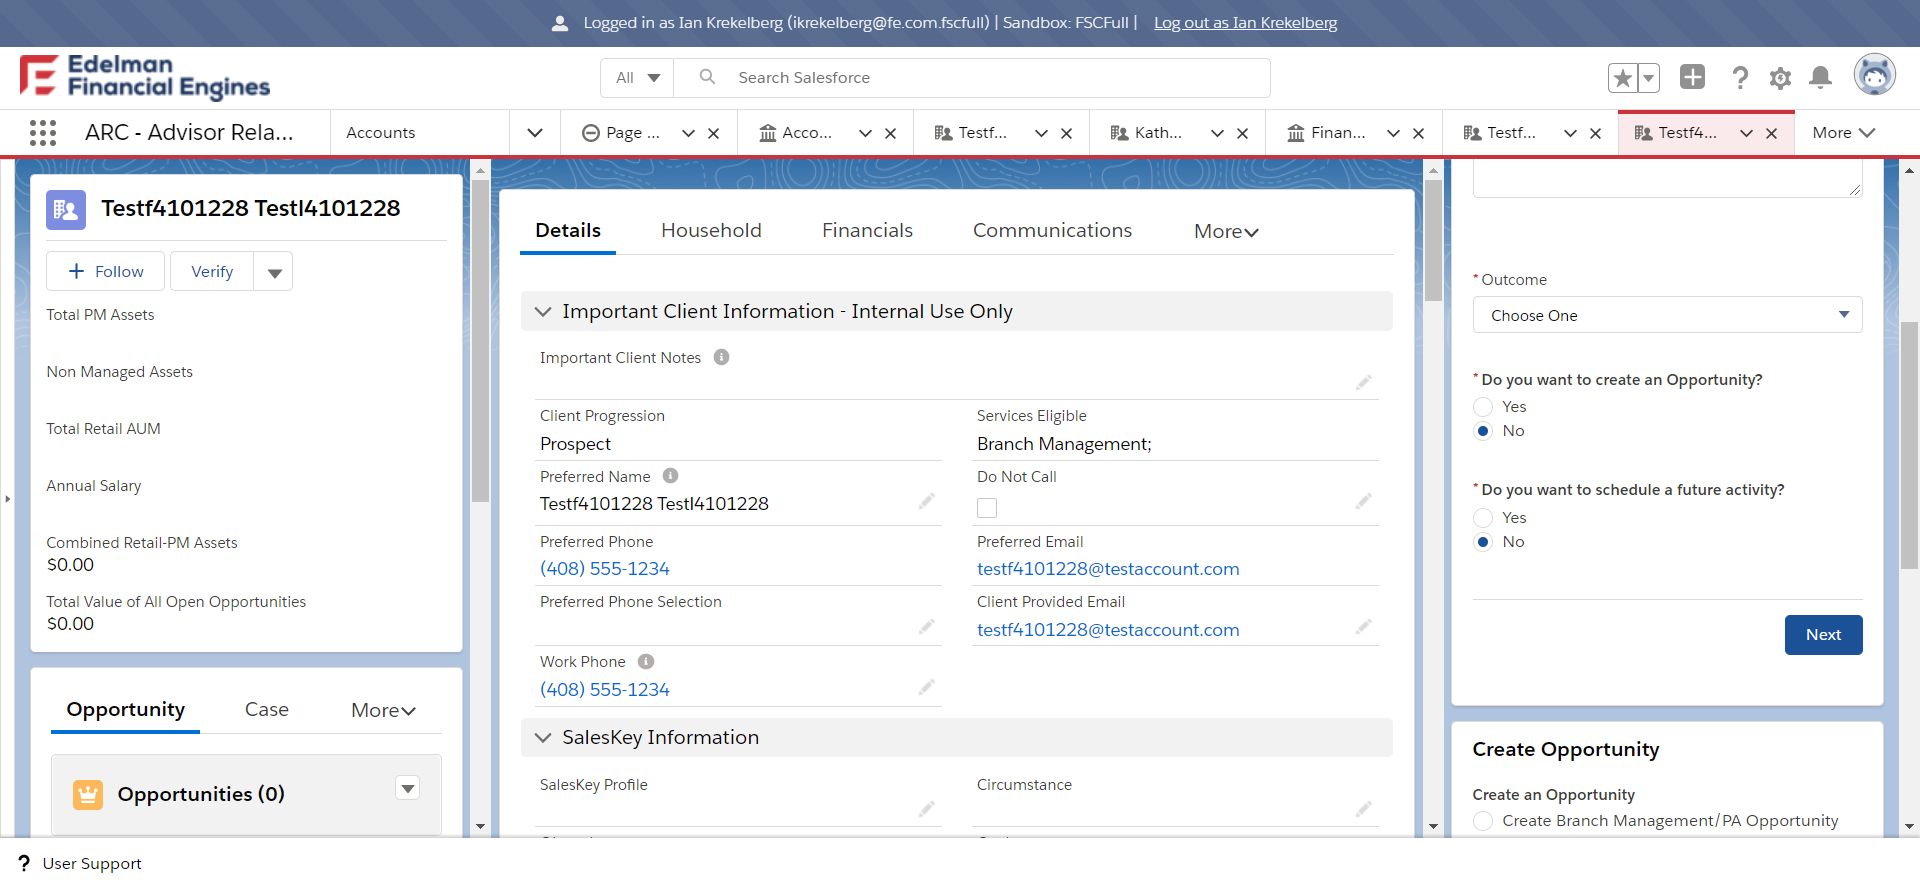 Logged in as Ian Krekelberg (ikrekelberg@fe.com.fscfull) | Sandbox: FSCFull | Log out as Ian Krekelberg
Edelman
Financial Engines
All
Search Salesforce
ARC - Advisor Rela...
Accounts
Page ...
Acco...
Testf...
Kath...
Finan...
Testf...
Testf4...
More
Testf4101228 Testl4101228
Follow
Verify
Total PM Assets
Non Managed Assets
Total Retail AUM
Annual Salary
Combined Retail-PM Assets
$0.00
Total Value of All Open Opportunities
$0.00
Opportunity
Case
More
Opportunities (0)
Details
Household
Financials
Communications
More
Important Client Information - Internal Use Only
Important Client Notes
Client Progression
Prospect
Services Eligible
Branch Management;
Preferred Name
Testf4101228 Testl4101228
Do Not Call
Preferred Phone
(408) 555-1234
Preferred Email
testf4101228@testaccount.com
Preferred Phone Selection
Client Provided Email
testf4101228@testaccount.com
Work Phone
(408) 555-1234
SalesKey Information
SalesKey Profile
Circumstance
* Outcome
Choose One
* Do you want to create an Opportunity?
Yes
No
* Do you want to schedule a future activity?
Yes
No
Next
Create Opportunity
Create an Opportunity
Create Branch Management/PA Opportunity
? User Support